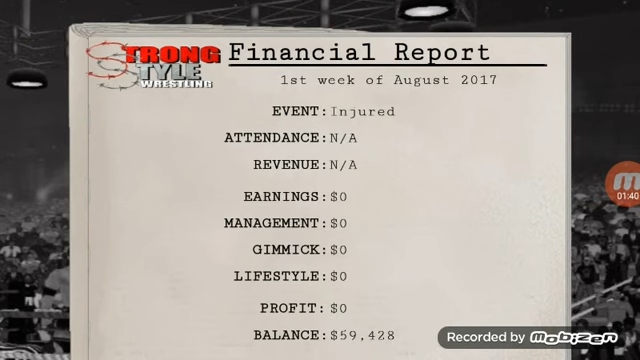 STRONG STYLE WRESTLING
Financial Report
1st week of August 2017
EVENT: Injured
ATTENDANCE: N/A
REVENUE: N/A
EARNINGS: $0
MANAGEMENT: $0
GIMMICK: $0
LIFESTYLE: $0
PROFIT: $0
BALANCE: $59,428
01:40
Recorded by Mobizen